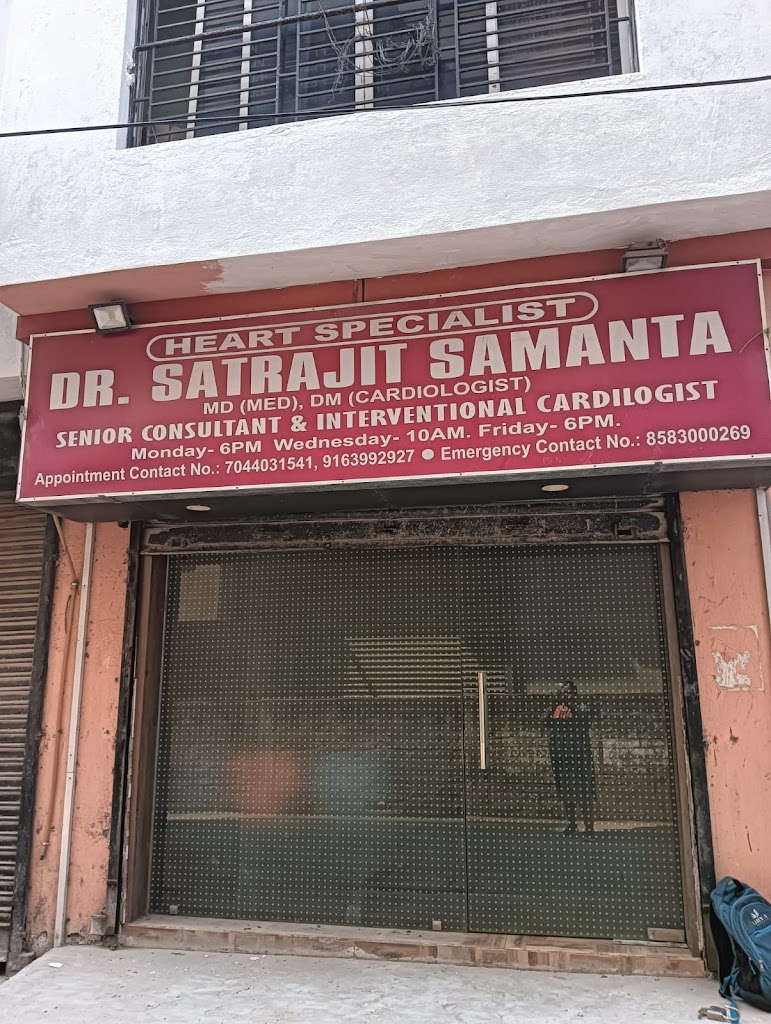 HEART SPECIALIST
DR. SATRAJIT SAMANTA
MD (MED), DM (CARDIOLOGIST)
SENIOR CONSULTANT & INTERVENTIONAL CARDILOGIST
Monday- 6PM Wednesday- 10AM. Friday- 6PM.
Appointment Contact No.: 7044031541, 9163992927 ● Emergency Contact No.: 8583000269